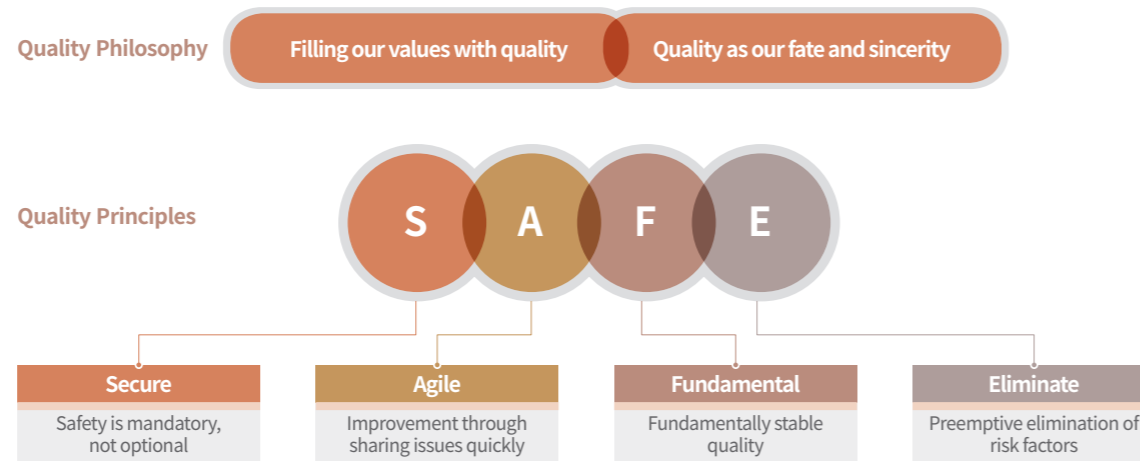 Quality Philosophy
Filling our values with quality
Quality as our fate and sincerity
Quality Principles
S
A
F
E
Secure
Safety is mandatory,
not optional
Agile
Improvement through
sharing issues quickly
Fundamental
Fundamentally stable
quality
Eliminate
Preemptive elimination of
risk factors